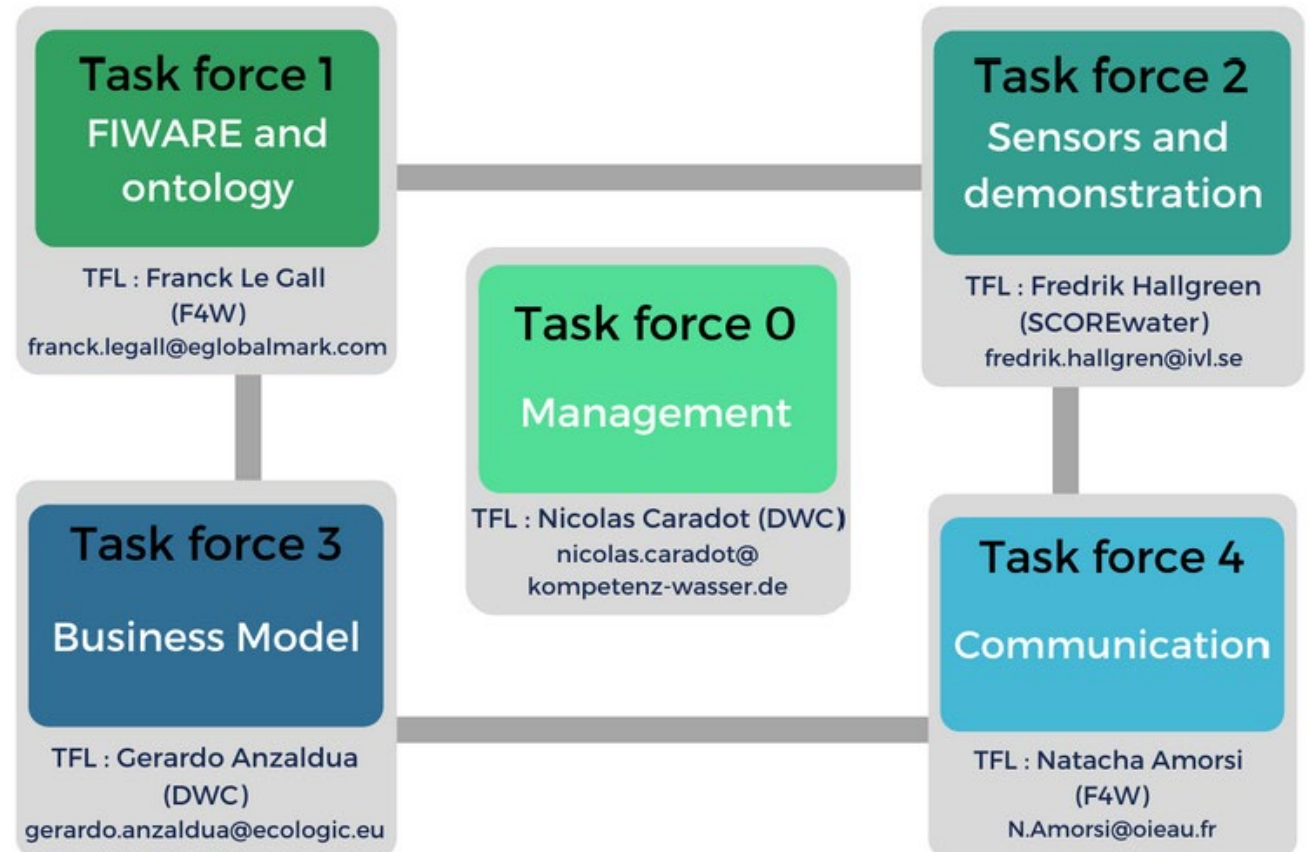 Task force 1
FIWARE and
ontology
TFL : Franck Le Gall
(F4W)
franck.legall@eglobalmark.com
Task force 2
Sensors and
demonstration
TFL : Fredrik Hallgreen
(SCOREwater)
fredrik.hallgren@ivl.se
Task force 0
Management
TFL : Nicolas Caradot (DWC)
nicolas.caradot@
kompetenz-wasser.de
Task force 3
Business Model
TFL : Gerardo Anzaldua
(DWC)
gerardo.anzaldua@ecologic.eu
Task force 4
Communication
TFL : Natacha Amorsi
(F4W)
N.Amorsi@oieau.fr